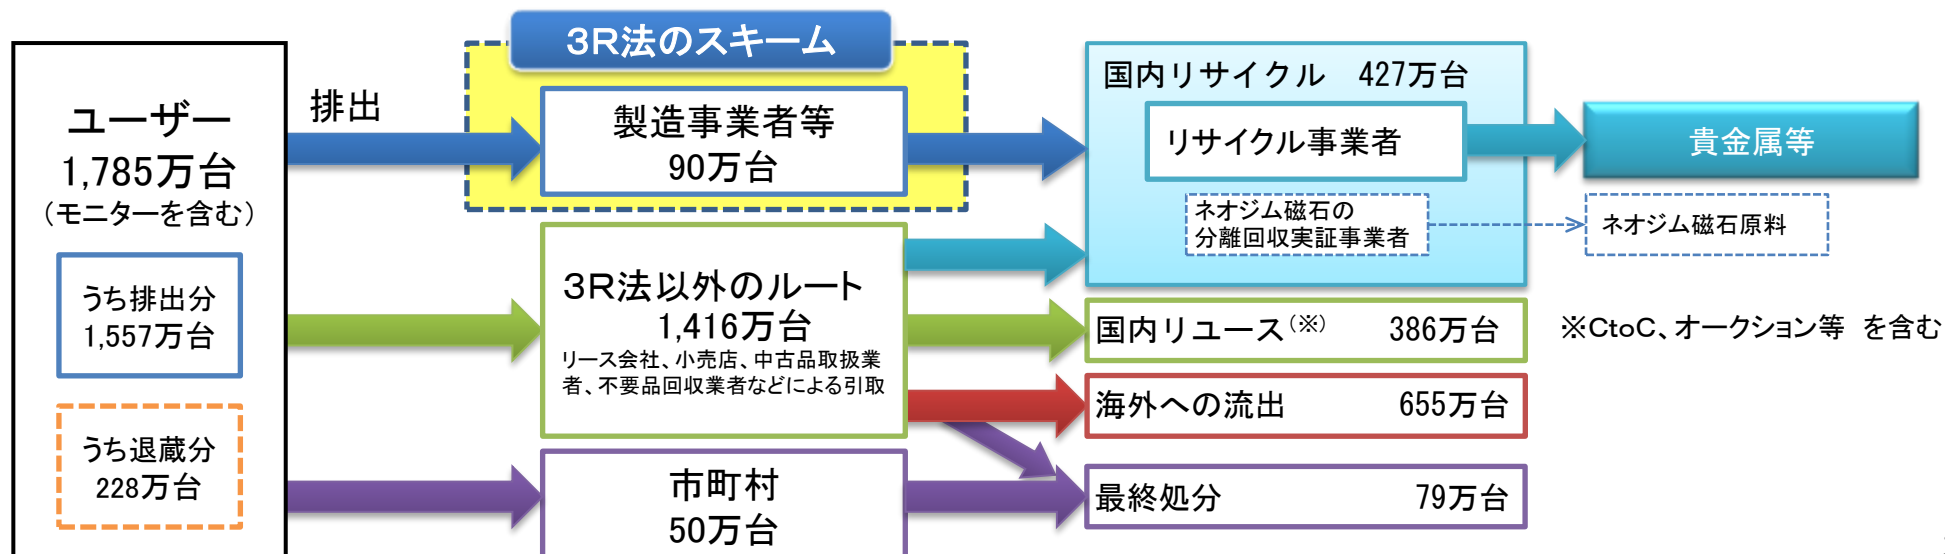 3R法のスキーム
ユーザー
1,785万台
(モニターを含む)
うち排出分
1,557万台
うち退蔵分
228万台
排出
製造事業者等
90万台
3R法以外のルート
1,416万台
リース会社、小売店、中古品取扱業
者、不要品回収業者などによる引取
市町村
50万台
国内リサイクル 427万台
リサイクル事業者
ネオジム磁石の
分離回収実証事業者
貴金属等
ネオジム磁石原料
国内リユース(※) 386万台
※CtoC、オークション等 を含む
海外への流出 655万台
最終処分 79万台